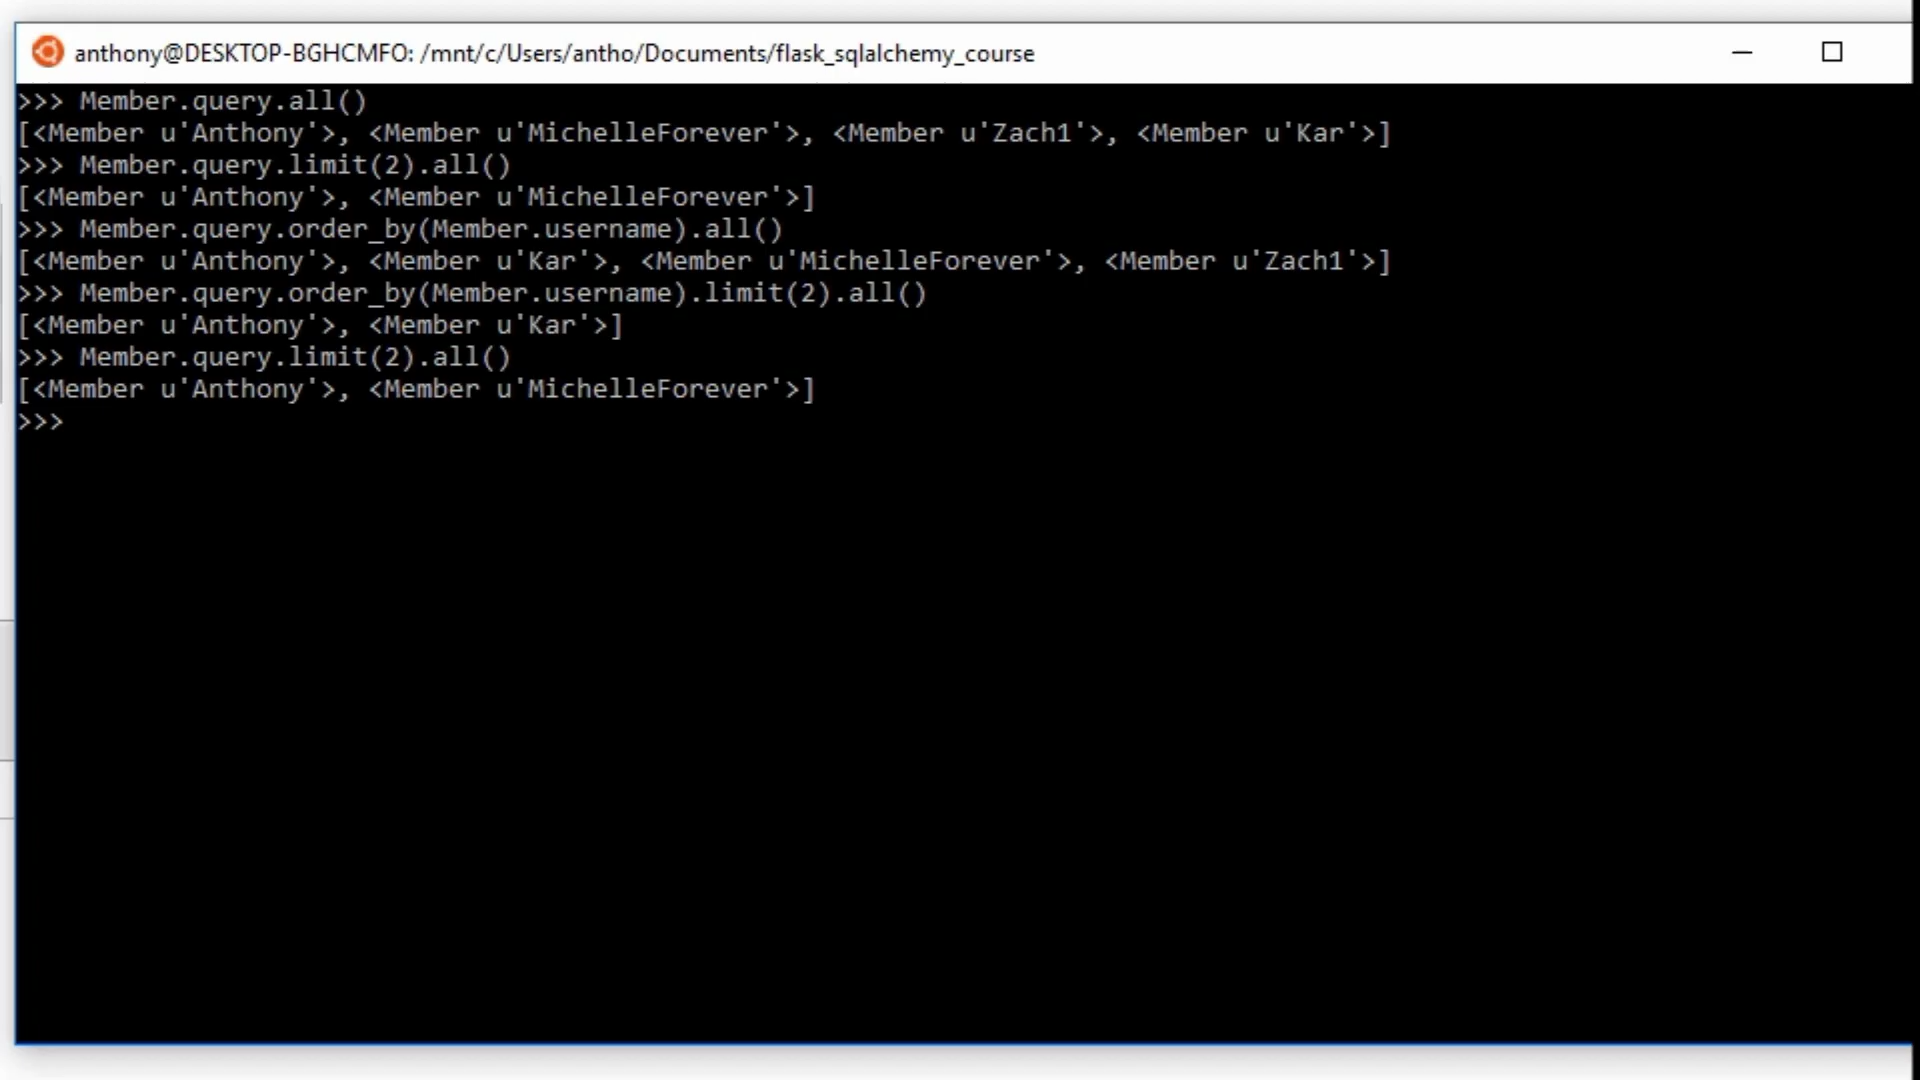 anthony@DESKTOP-BGHCMFO: /mnt/c/Users/antho/Documents/flask_sqlalchemy_course
>>> Member.query.all()
[<Member u'Anthony'>, <Member u'MichelleForever'>, <Member u'Zach1'>, <Member u'Kar'>]
>>> Member.query.limit(2).all()
[<Member u'Anthony'>, <Member u'MichelleForever'>]
>>> Member.query.order_by(Member.username).all()
[<Member u'Anthony'>, <Member u'Kar'>, <Member u'MichelleForever'>, <Member u'Zach1'>]
>>> Member.query.order_by(Member.username).limit(2).all()
[<Member u'Anthony'>, <Member u'Kar'>]
>>> Member.query.limit(2).all()
[<Member u'Anthony'>, <Member u'MichelleForever'>]
>>>